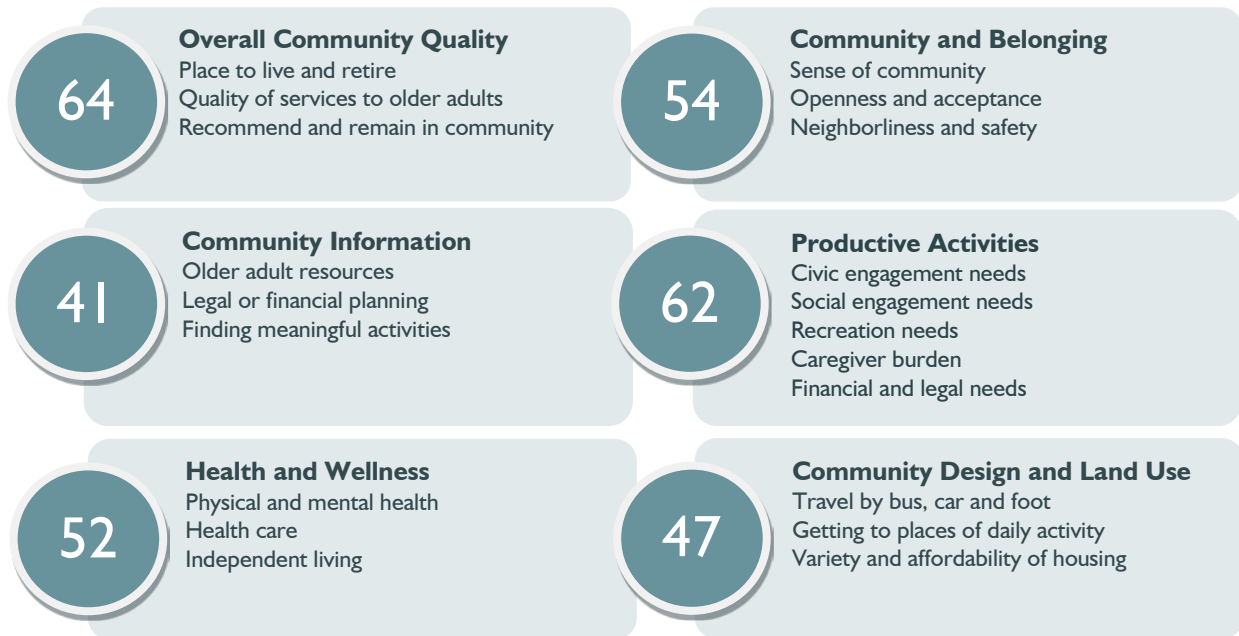 64
Overall Community Quality
Place to live and retire
Quality of services to older adults
Recommend and remain in community
54
Community and Belonging
Sense of community
Openness and acceptance
Neighborliness and safety
41
Community Information
Older adult resources
Legal or financial planning
Finding meaningful activities
62
Productive Activities
Civic engagement needs
Social engagement needs
Recreation needs
Caregiver burden
Financial and legal needs
52
Health and Wellness
Physical and mental health
Health care
Independent living
47
Community Design and Land Use
Travel by bus, car and foot
Getting to places of daily activity
Variety and affordability of housing